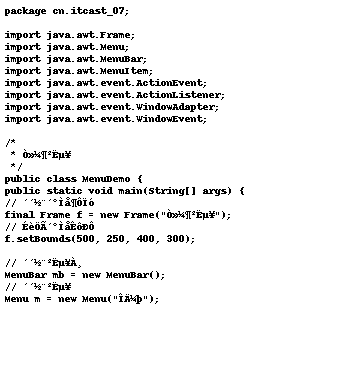 package cn.itcast_07;

import java.awt.Frame;
import java.awt.Menu;
import java.awt.MenuBar;
import java.awt.MenuItem;
import java.awt.event.ActionEvent;
import java.awt.event.ActionListener;
import java.awt.event.WindowAdapter;
import java.awt.event.WindowEvent;

/*
 * Ò»¼¶²Ëµ¥
 */
public class MenuDemo {
public static void main(String[] args) {
// ´´½¨´°Ìå¶ÔÏó
final Frame f = new Frame("Ò»¼¶²Ëµ¥");
// ÉèÖÃ´°ÌåÊôÐÔ
f.setBounds(500, 250, 400, 300);

// ´´½¨²Ëµ¥À¸
MenuBar mb = new MenuBar();
// ´´½¨²Ëµ¥
Menu m = new Menu("ÎÄ¼þ");